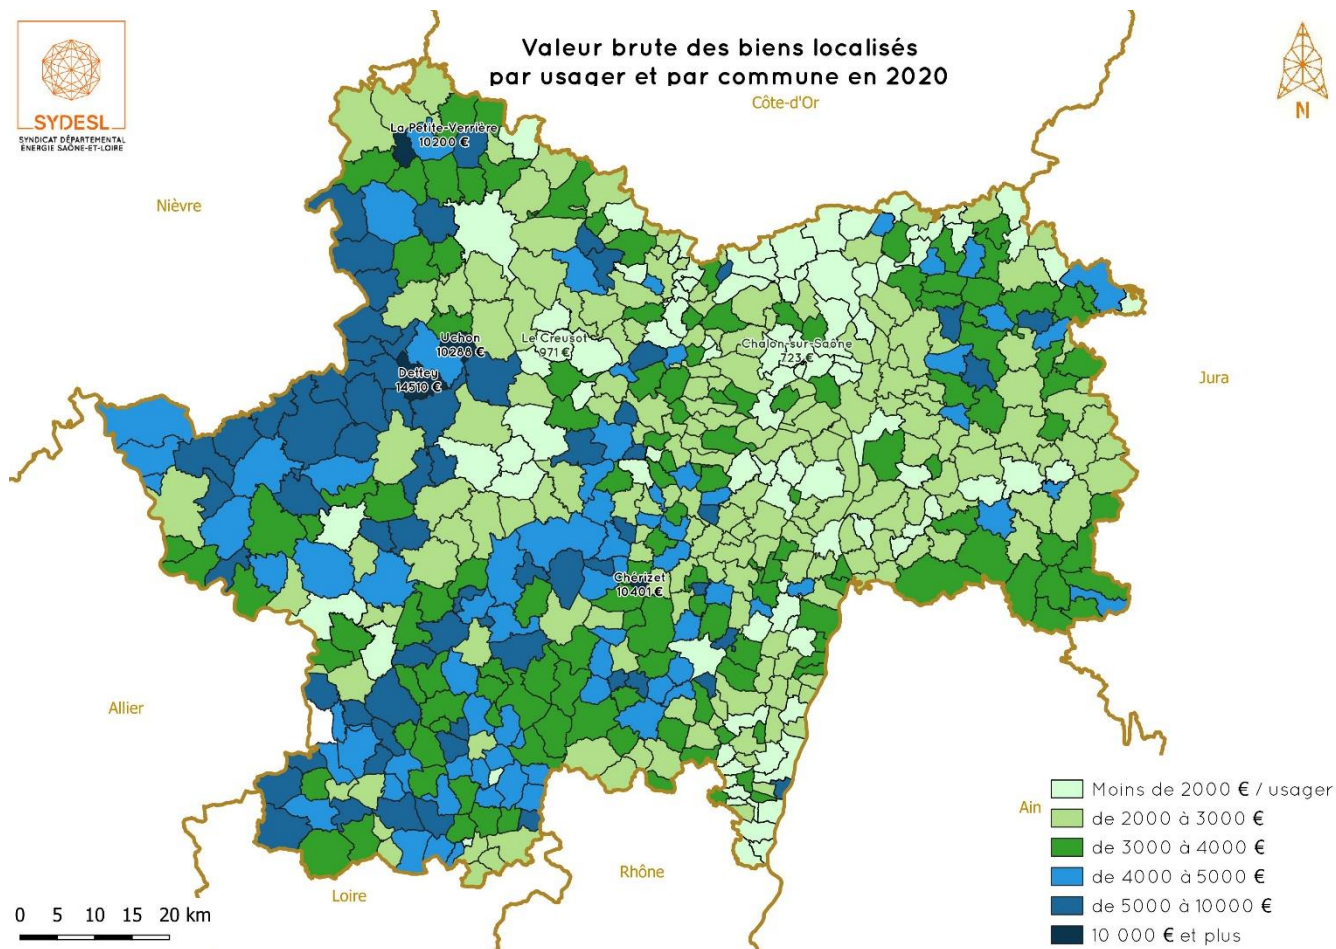 Valeur brute des biens localisés
par usager et par commune en 2020
SYDESL
SYNDICAT DÉPARTEMENTAL
ÉNERGIE SAÔNE-ET-LOIRE
N
Côte-d'Or
La Petite-Verrière
10200 €
Nièvre
Uchon
10288 €
Le Creusot
971 €
Chalon-sur-Saône
723 €
Dettey
14510 €
Jura
Chérizet
10401 €
Allier
Ain
Rhône
Loire
Moins de 2000 € / usager
de 2000 à 3000 €
de 3000 à 4000 €
de 4000 à 5000 €
de 5000 à 10000 €
10 000 € et plus
0 5 10 15 20 km